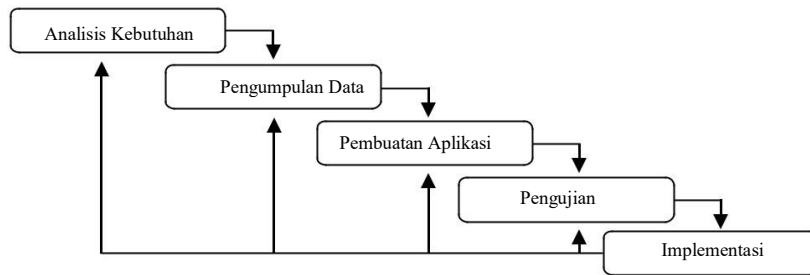 Analisis Kebutuhan
Pengumpulan Data
Pembuatan Aplikasi
Pengujian
Implementasi